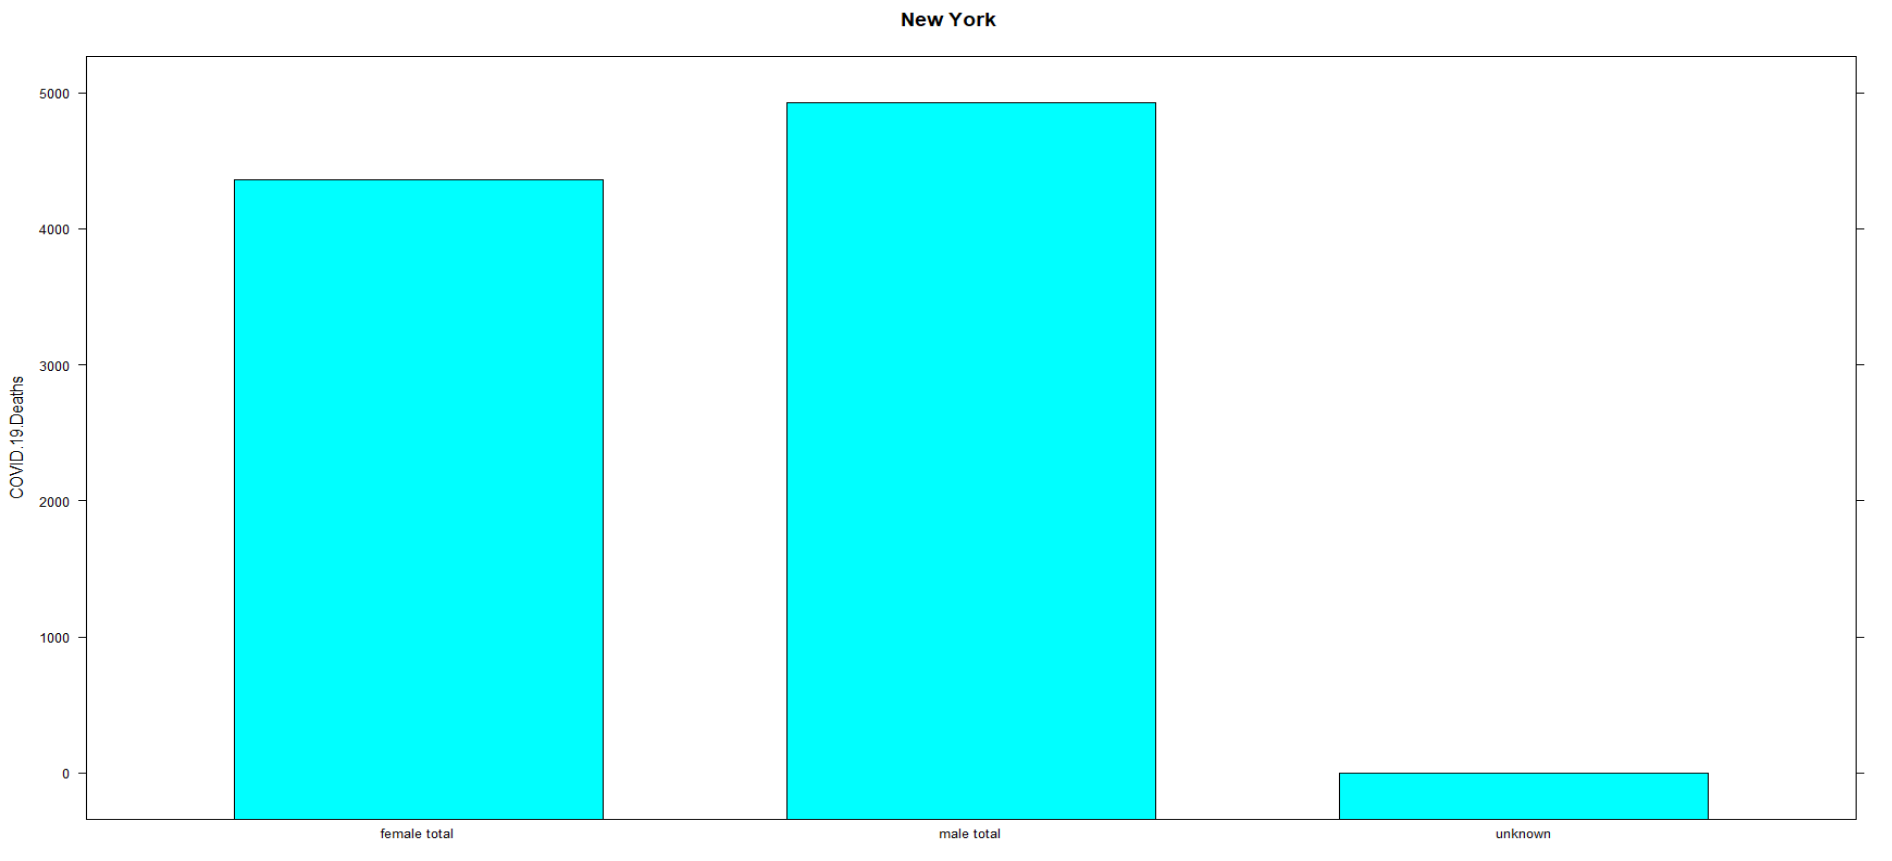 New York
COVID.19.Deaths
5000
4000
3000
2000
1000
0
female total
male total
unknown